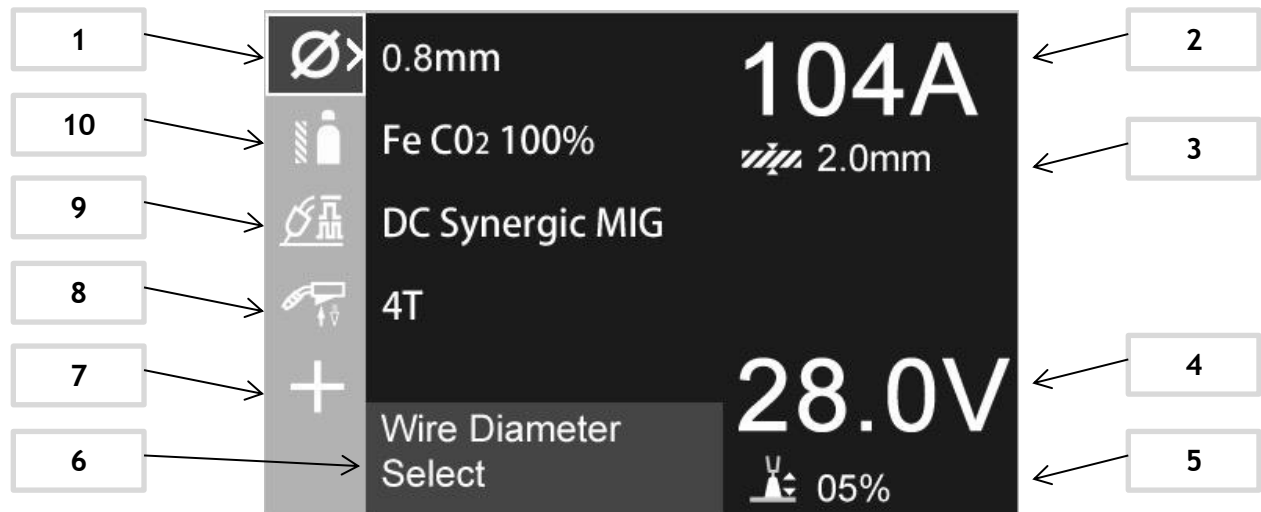 1
2
0.8mm
104A
10
Fe C02 100%
2.0mm
3
9
DC Synergic MIG
8
4T
7
28.0V
4
Wire Diameter
Select
6
05%
5